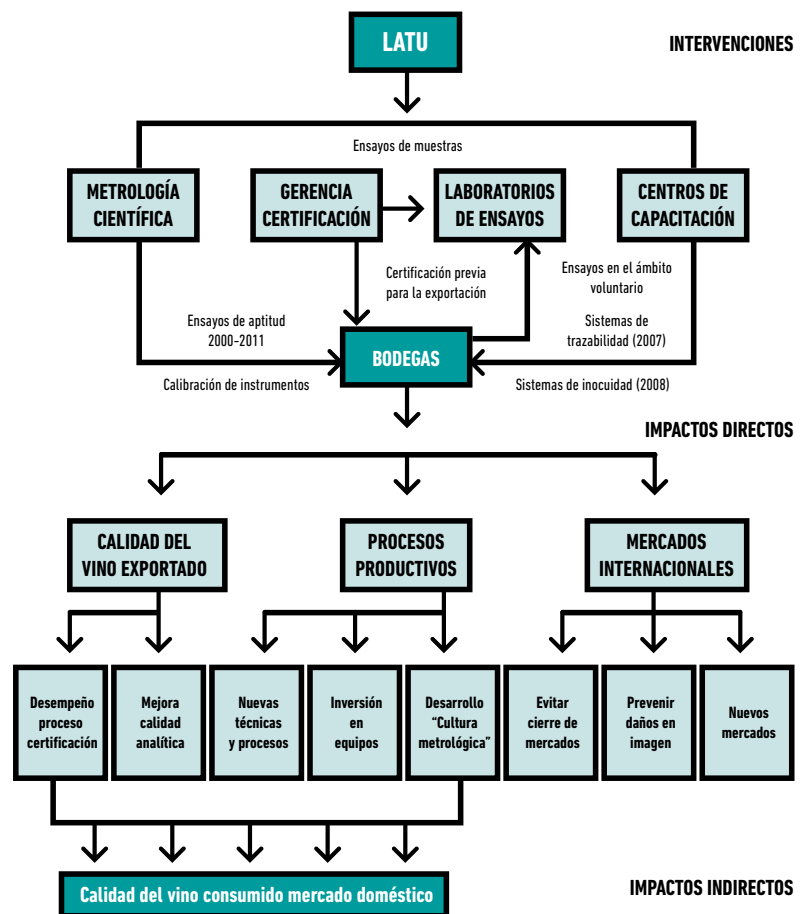 LATU
INTERVENCIONES
Ensayos de muestras
METROLOGÍA
CIENTÍFICA
GERENCIA
CERTIFICACIÓN
LABORATORIOS
DE ENSAYOS
CENTROS DE
CAPACITACIÓN
Certificación previa
para la exportación
Ensayos en el ámbito
voluntario
Ensayos de aptitud
2000-2011
Sistemas de
trazabilidad (2007)
BODEGAS
Calibración de instrumentos
Sistemas de inocuidad (2008)
IMPACTOS DIRECTOS
CALIDAD DEL
VINO EXPORTADO
PROCESOS
PRODUCTIVOS
MERCADOS
INTERNACIONALES
Desempeño
proceso
certificación
Mejora
calidad
analítica
Nuevas
técnicas
y procesos
Inversión
en
equipos
Desarrollo
“Cultura
metrológica”
Evitar
cierre de
mercados
Prevenir
daños en
imagen
Nuevos
mercados
Calidad del vino consumido mercado doméstico
IMPACTOS INDIRECTOS